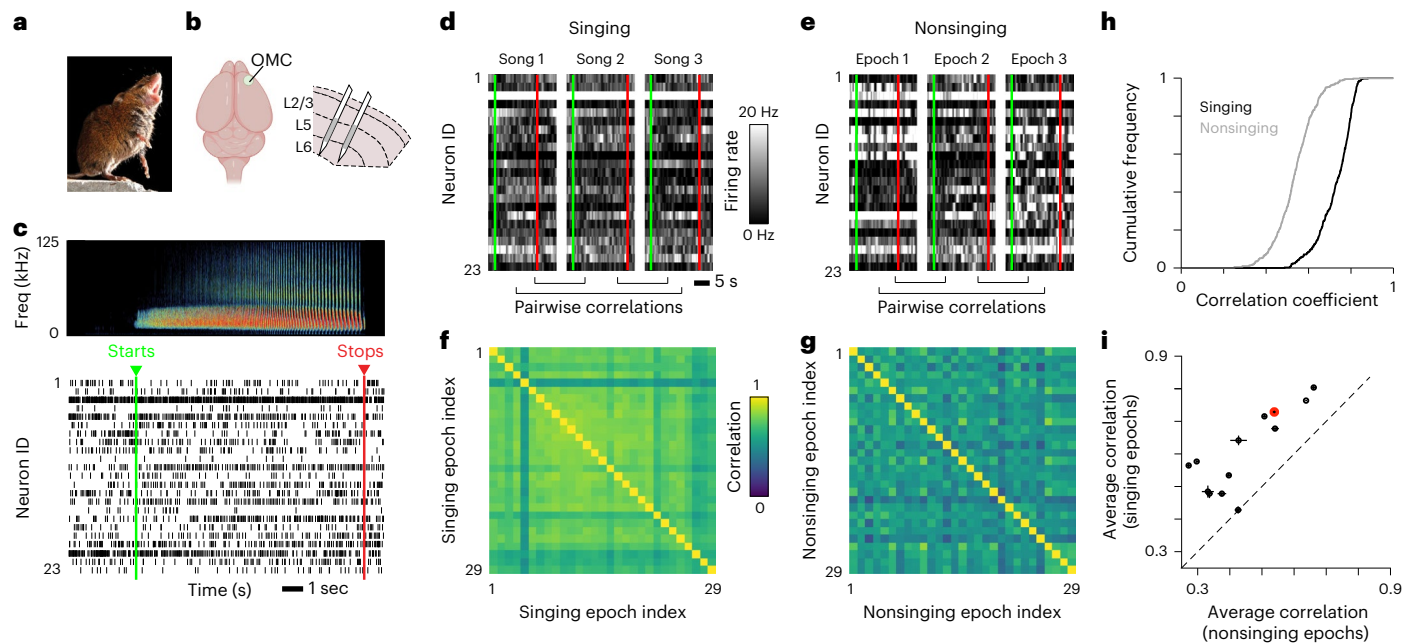 a
b
OMC
L2/3
L5
L6
c
125
Freq (kHz)
0
Starts
Stops
1
Neuron ID
23
Time (s)
1 sec
d
Singing
Song 1
Song 2
Song 3
1
Neuron ID
23
20 Hz
Firing rate
0 Hz
5 s
Pairwise correlations
e
Nonsinging
Epoch 1
Epoch 2
Epoch 3
1
Neuron ID
23
Pairwise correlations
f
1
Singing epoch index
29
1
29
Singing epoch index
1
Correlation
0
g
1
Nonsinging epoch index
29
1
29
Nonsinging epoch index
h
1
Cumulative frequency
0
Singing
Nonsinging
0
1
Correlation coefficient
i
0.9
Average correlation
(singing epochs)
0.3
0.3
0.9
Average correlation
(nonsinging epochs)